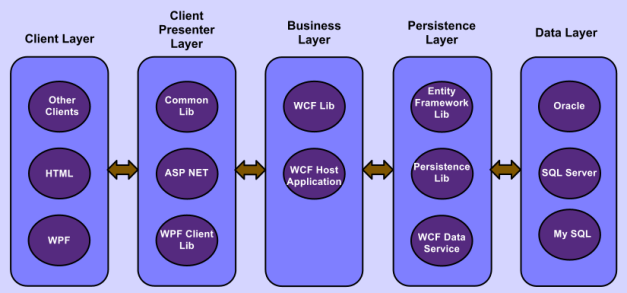 Client Layer
Client
Presenter
Layer
Business
Layer
Persistence
Layer
Data Layer
Other
Clients
HTML
WPF
Common
Lib
ASP NET
WPF Client
Lib
WCF Lib
WCF Host
Application
Entity
Framework
Lib
Persistence
Lib
WCF Data
Service
Oracle
SQL Server
My SQL